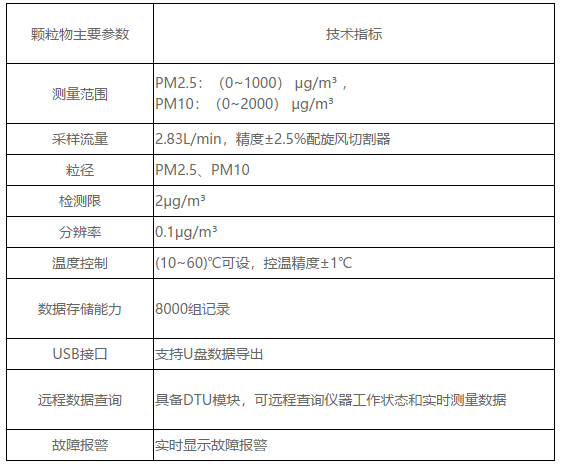 颗粒物主要参数 技术指标
测量范围 PM2.5：（0~1000） μg/m³ ，
PM10：（0~2000） μg/m³
采样流量 2.83L/min，精度±2.5%配旋风切割器
粒径 PM2.5、PM10
检测限 2μg/m³
分辨率 0.1μg/m³
温度控制 (10~60)℃可设，控温精度±1℃
数据存储能力 8000组记录
USB接口 支持U盘数据导出
远程数据查询 具备DTU模块，可远程查询仪器工作状态和实时测量数据
故障报警 实时显示故障报警